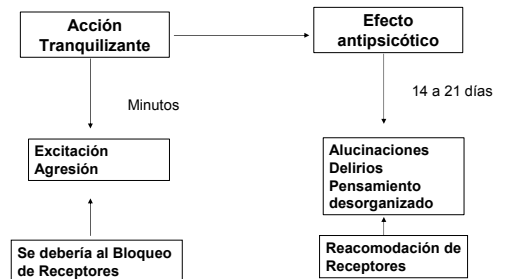 Acción
Tranquilizante
Efecto
antipsicótico
Minutos
14 a 21 días
Excitación
Agresión
Alucinaciones
Delirios
Pensamiento
desorganizado
Se debería al Bloqueo
de Receptores
Reacomodación de
Receptores